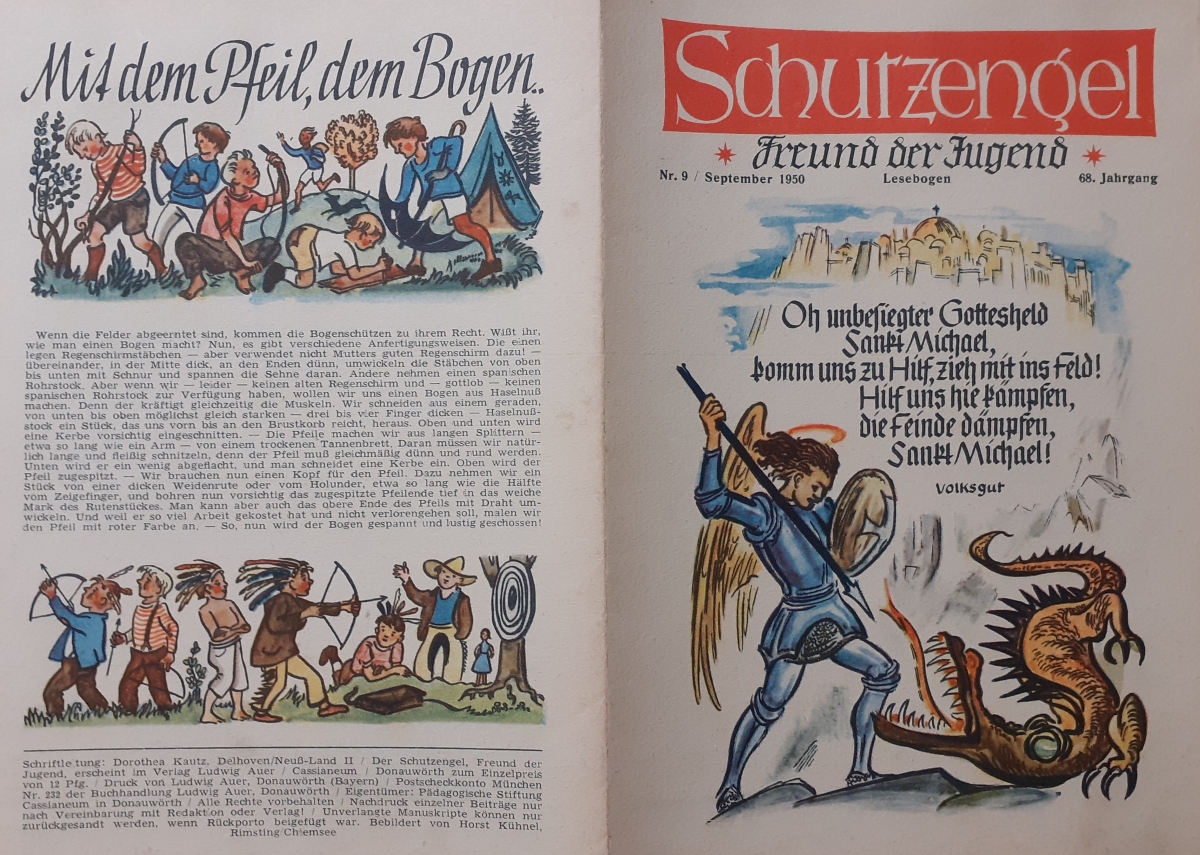 Mit dem Pfeil, dem Bogen..
Wenn die Felder abgeerntet sind, kommen die Bogenschützen zu ihrem Recht. Wißt ihr,
wie man einen Bogen macht? Nun, es gibt verschiedene Anfertigungsweisen. Die einen
legen Regenschirmstäbchen — aber verwendet nicht Mutters guten Regenschirm dazu! —
übereinander, in der Mitte dick, an den Enden dünn, umwickeln die Stäbchen von oben
bis unten mit Schnur und spannen die Sehne daran. Andere nehmen einen spanischen
Rohrstock. Aber wenn wir — leider — keinen alten Regenschirm und — gottlob — keinen
spanischen Rohrstock zur Verfügung haben, wollen wir uns einen Bogen aus Haselnuß
machen. Denn der kräftigt gleichzeitig die Muskeln. Wir schneiden aus einem geraden,
von unten bis oben möglichst gleich starken — drei bis vier Finger dicken — Haselnuß-
stock ein Stück, das uns vorn bis an den Brustkorb reicht, heraus. Oben und unten wird
eine Kerbe vorsichtig eingeschnitten. — Die Pfeile machen wir aus langen Splittern —
etwa so lang wie ein Arm — von einem trockenen Tannenbrett. Daran müssen wir natür-
lich lange und fleißig schnitzeln, denn der Pfeil muß gleichmäßig dünn und rund werden.
Unten wird er ein wenig abgeflacht, und man schneidet eine Kerbe ein. Oben wird der
Pfeil zugespitzt. — Wir brauchen nun einen Kopf für den Pfeil. Dazu nehmen wir ein
Stück von einer dicken Weidenrute oder vom Holunder, etwa so lang wie die Hälfte
vom Zeigefinger, und bohren nun vorsichtig das zugespitzte Pfeilende tief in das weiche
Mark des Rutenstückes. Man kann aber auch das obere Ende des Pfeils mit Draht um-
wickeln. Und weil er so viel Arbeit gekostet hat und nicht verlorengehen soll, malen wir
den Pfeil mit roter Farbe an. — So, nun wird der Bogen gespannt und lustig geschossen!
Schriftleitung: Dorothea Kautz, Delhoven/Neuß-Land II / Der Schutzengel, Freund der
Jugend, erscheint im Verlag Ludwig Auer / Cassianeum / Donauwörth zum Einzelpreis
von 12 Pfg. / Druck von Ludwig Auer, Donauwörth (Bayern) / Postscheckkonto München
Nr. 232 der Buchhandlung Ludwig Auer, Donauwörth / Eigentümer: Pädagogische Stiftung
Cassianeum in Donauwörth / Alle Rechte vorbehalten / Nachdruck einzelner Beiträge nur
nach Vereinbarung mit Redaktion oder Verlag! / Unverlangte Manuskripte können nur
zurückgesandt werden, wenn Rückporto beigefügt war. Bebildert von Horst Kühnel,
Rimsting/Chiemsee
Schutzengel
Freund der Jugend
Nr. 9 / September 1950 Lesebogen 68. Jahrgang
Oh unbesiegter Gottesheld
Sankt Michael,
komm uns zu Hilf, zieh mit ins Feld!
Hilf uns hie kämpfen,
die Feinde dämpfen,
Sankt Michael!
Volksgut